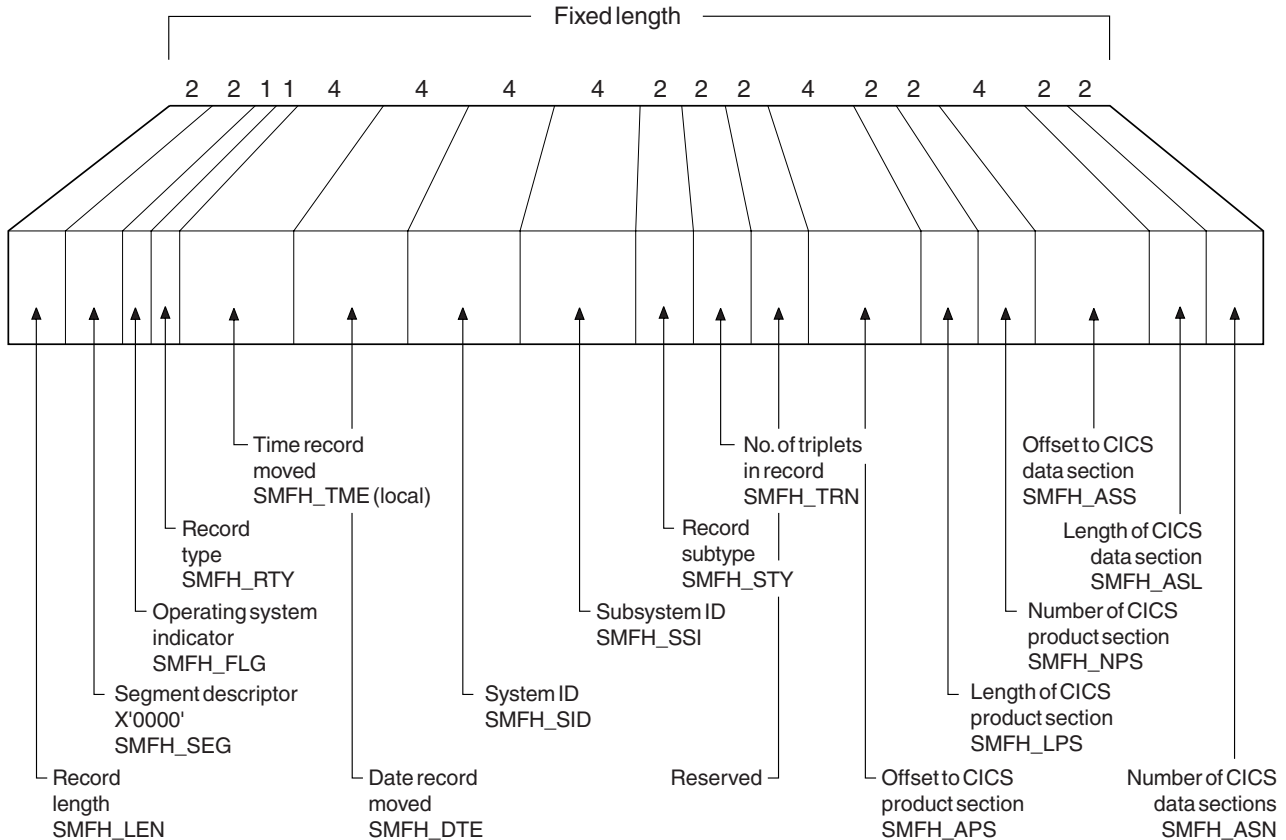 Fixed length
2 2 1 1 4 4 4 4 2 2 2 4 2 2 4 2 2
Time record
moved
SMFH_TME (local)
No. of triplets
in record
SMFH_TRN
Offset to CICS
data section
SMFH_ASS
Record
type
SMFH_RTY
Record
subtype
SMFH_STY
Length of CICS
data section
SMFH_ASL
Operating system
indicator
SMFH_FLG
Subsystem ID
SMFH_SSI
Number of CICS
product section
SMFH_NPS
Segment descriptor
X'0000'
SMFH_SEG
System ID
SMFH_SID
Length of CICS
product section
SMFH_LPS
Record
length
SMFH_LEN
Date record
moved
SMFH_DTE
Reserved
Offset to CICS
product section
SMFH_APS
Number of CICS
data sections
SMFH_ASN